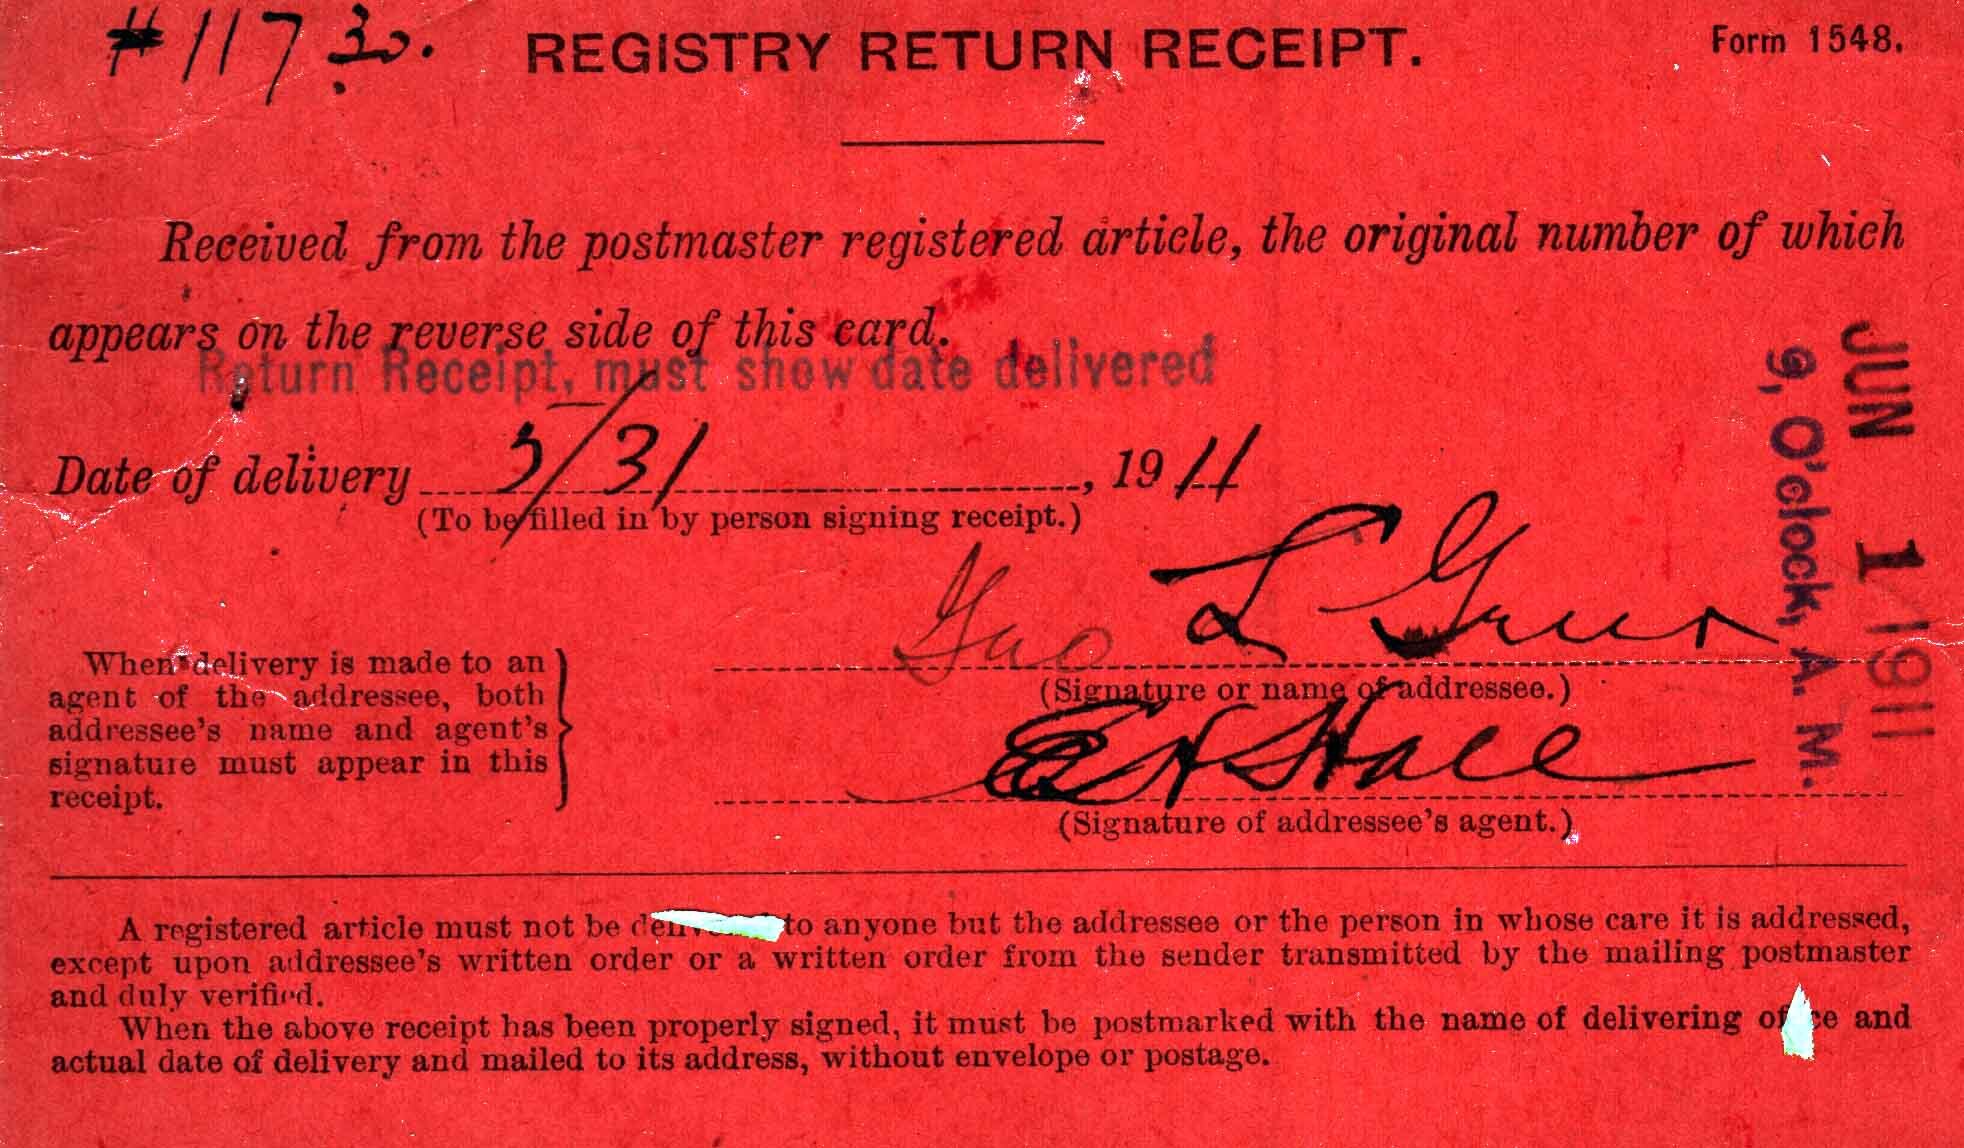 #11730. REGISTRY RETURN RECEIPT. Form 1548.
Received from the postmaster registered article, the original number of which
appears on the reverse side of this card.
Return Receipt, must show date delivered
Date of delivery 5/31, 1911
(To be filled in by person signing receipt.)
Geo L Green
(Signature or name of addressee.)
When delivery is made to an
agent of the addressee, both
addressee's name and agent's
signature must appear in this
receipt.
E H Hall
(Signature of addressee's agent.)
JUN 1 1911
9, O'clock, A. M.
A registered article must not be to anyone but the addressee or the person in whose care it is addressed,
except upon addressee's written order or a written order from the sender transmitted by the mailing postmaster
and duly verified.
When the above receipt has been properly signed, it must be postmarked with the name of delivering office and
actual date of delivery and mailed to its address, without envelope or postage.